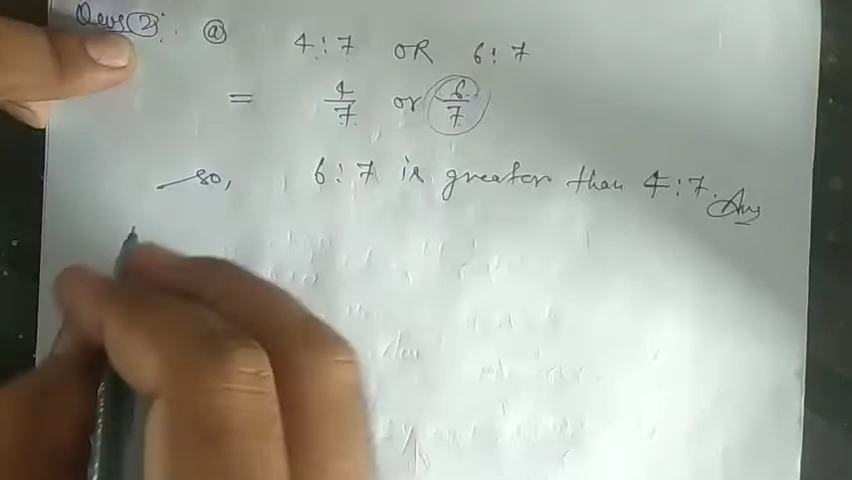 Ques(2):. (a) 4:7 OR 6:7
= 4/7 or 6/7
so, 6:7 is greater than 4:7. Ans